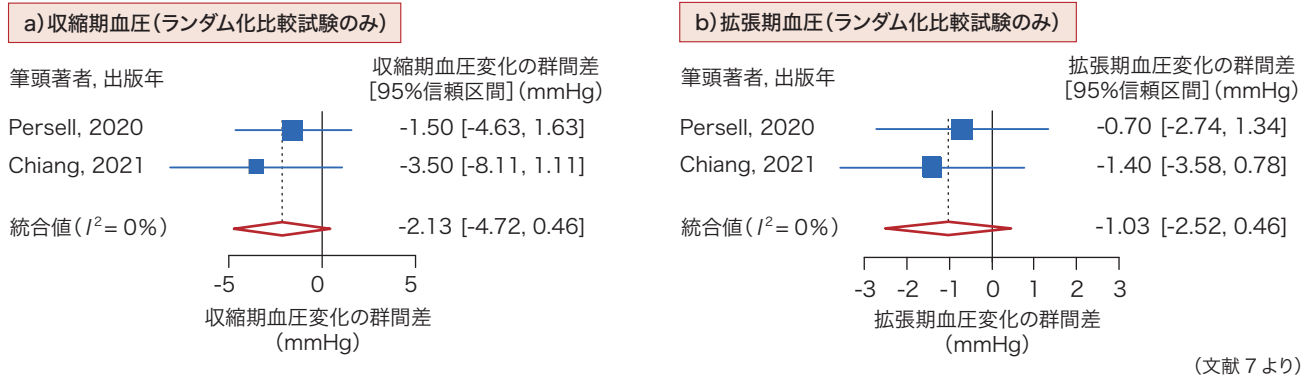 a)収縮期血圧(ランダム化比較試験のみ)
筆頭著者, 出版年
収縮期血圧変化の群間差
[95%信頼区間](mmHg)
Persell, 2020
-1.50 [-4.63, 1.63]
Chiang, 2021
-3.50 [-8.11, 1.11]
統合値(I²= 0%)
-2.13 [-4.72, 0.46]
-5 0 5
収縮期血圧変化の群間差
(mmHg)
b)拡張期血圧(ランダム化比較試験のみ)
筆頭著者, 出版年
拡張期血圧変化の群間差
[95%信頼区間](mmHg)
Persell, 2020
-0.70 [-2.74, 1.34]
Chiang, 2021
-1.40 [-3.58, 0.78]
統合値(I²= 0%)
-1.03 [-2.52, 0.46]
-3 -2 -1 0 1 2 3
拡張期血圧変化の群間差
(mmHg)
(文献 7 より)